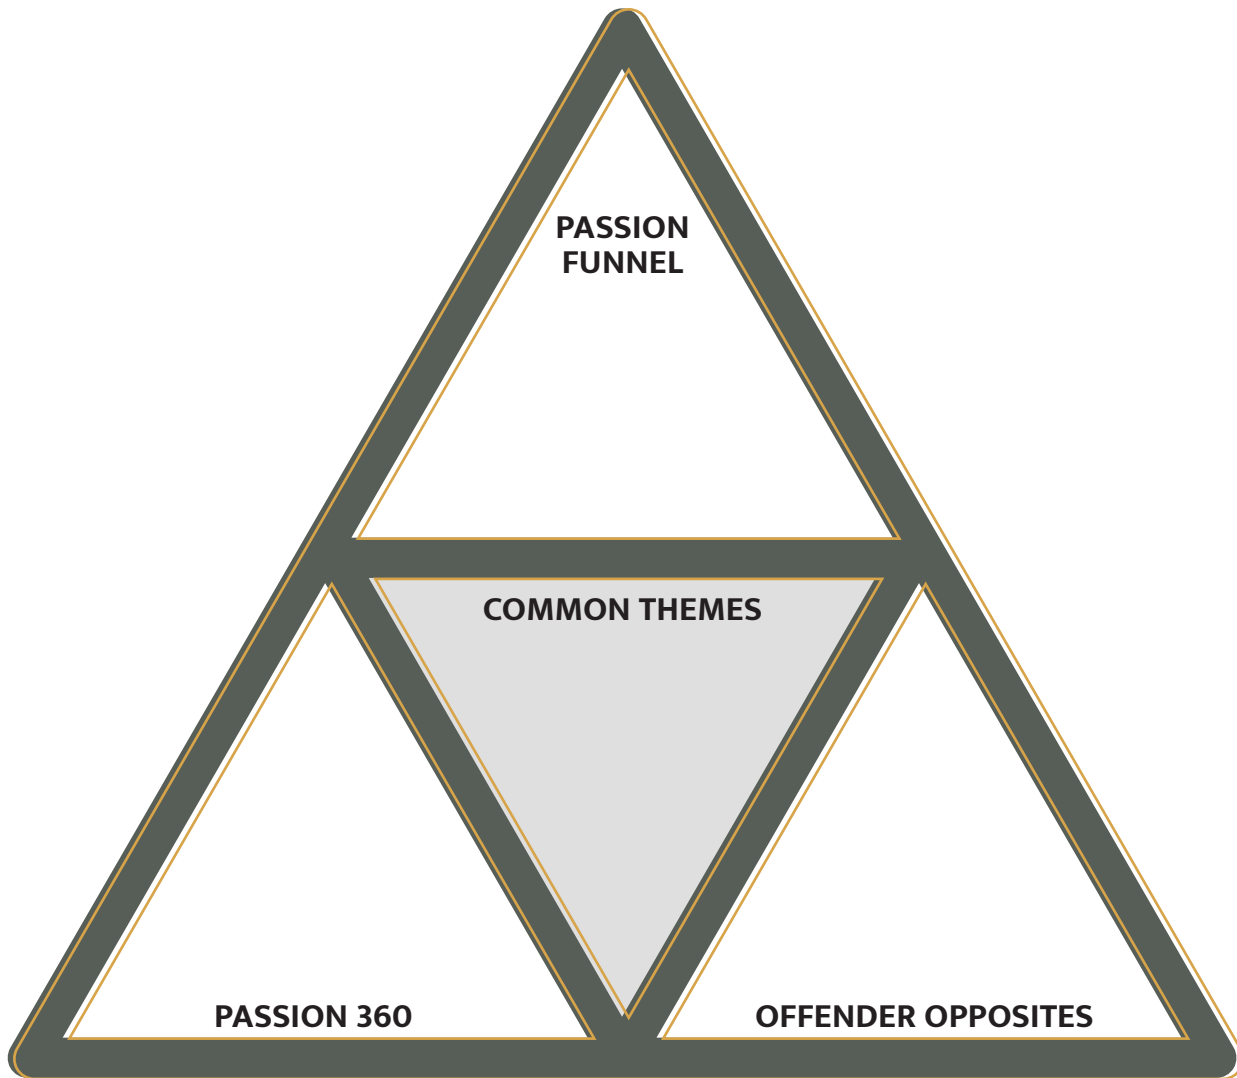 PASSION
FUNNEL
COMMON THEMES
PASSION 360
OFFENDER OPPOSITES